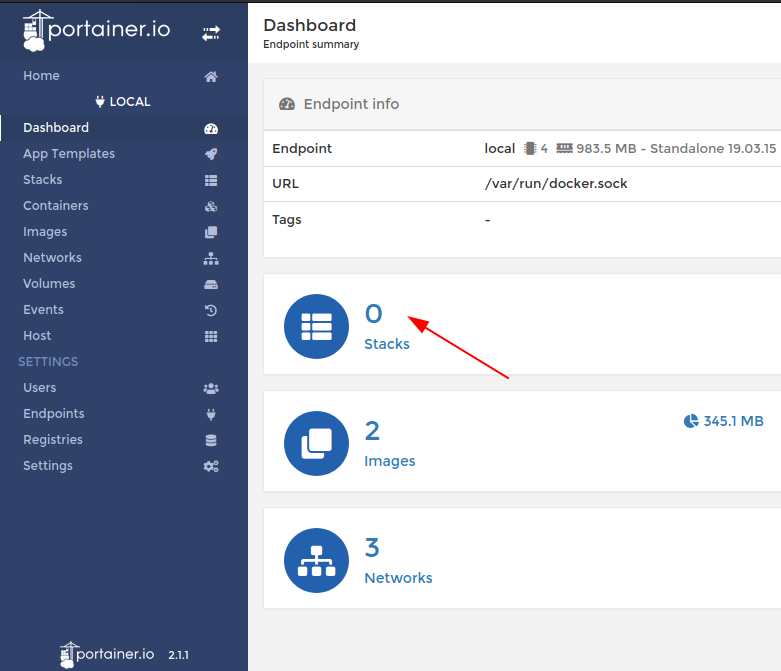 portainer.io
Home
LOCAL
Dashboard
App Templates
Stacks
Containers
Images
Networks
Volumes
Events
Host
SETTINGS
Users
Endpoints
Registries
Settings
portainer.io 2.1.1
Dashboard
Endpoint summary
Endpoint info
Endpoint local 4 983.5 MB - Standalone 19.03.15
URL /var/run/docker.sock
Tags -
0
Stacks
2
Images
345.1 MB
3
Networks